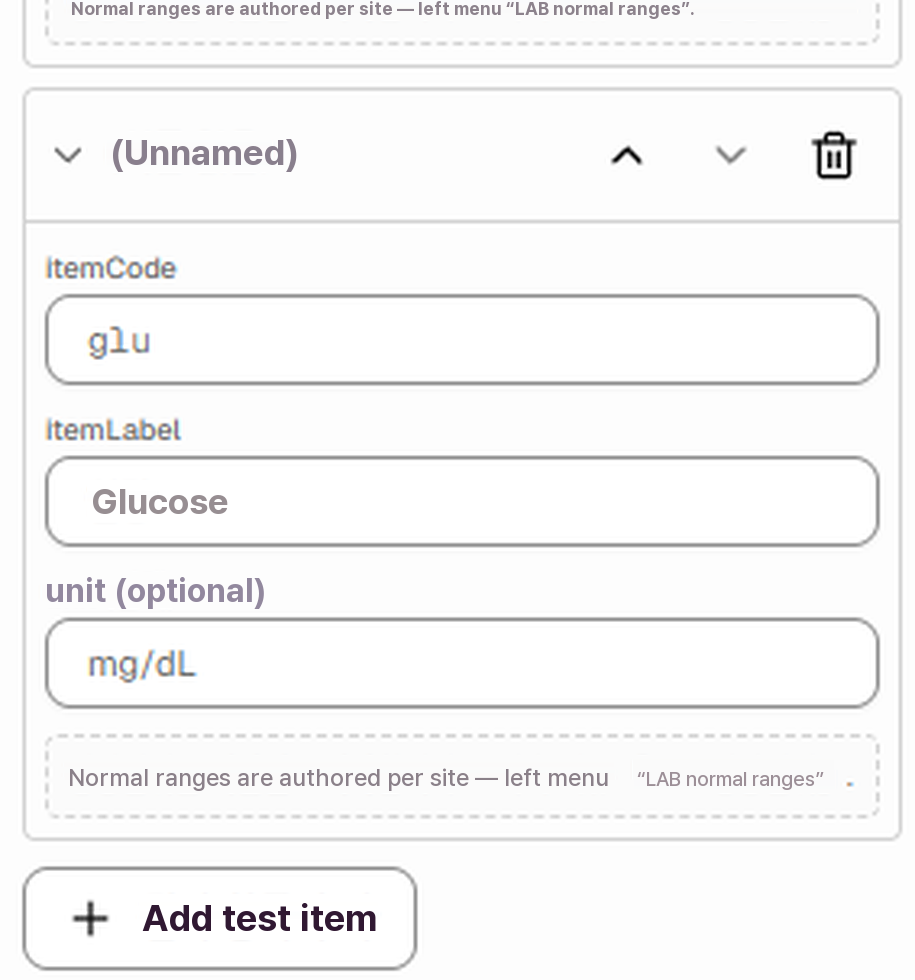 Normal ranges are authored per site — left menu “LAB normal ranges”.
(Unnamed)
itemCode
glu
itemLabel
Glucose
unit (optional)
mg/dL
Normal ranges are authored per site — left menu “LAB normal ranges” .
Add test item